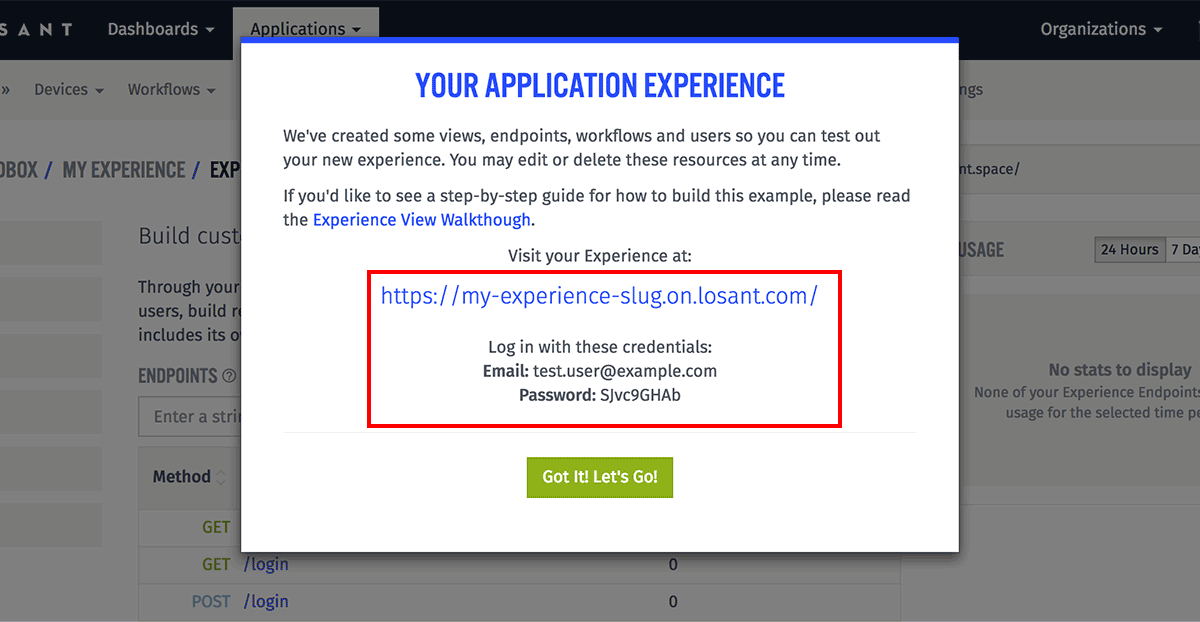 SANT Dashboards Applications Organizations
» Devices Workflows ngs
DBOX / MY EXPERIENCE / EXP
nt.space/
YOUR APPLICATION EXPERIENCE
We've created some views, endpoints, workflows and users so you can test out
your new experience. You may edit or delete these resources at any time.
If you'd like to see a step-by-step guide for how to build this example, please read
the Experience View Walkthough.
Visit your Experience at:
https://my-experience-slug.on.losant.com/
Log in with these credentials:
Email: test.user@example.com
Password: SJvc9GHAb
Got It! Let's Go!
Build cust
Through your
users, build r
includes its o
ENDPOINTS ?
Enter a stri
Method
GET
GET /login 0
POST /login 0
USAGE 24 Hours 7 Da
No stats to display
None of your Experience Endpoints
usage for the selected time pe